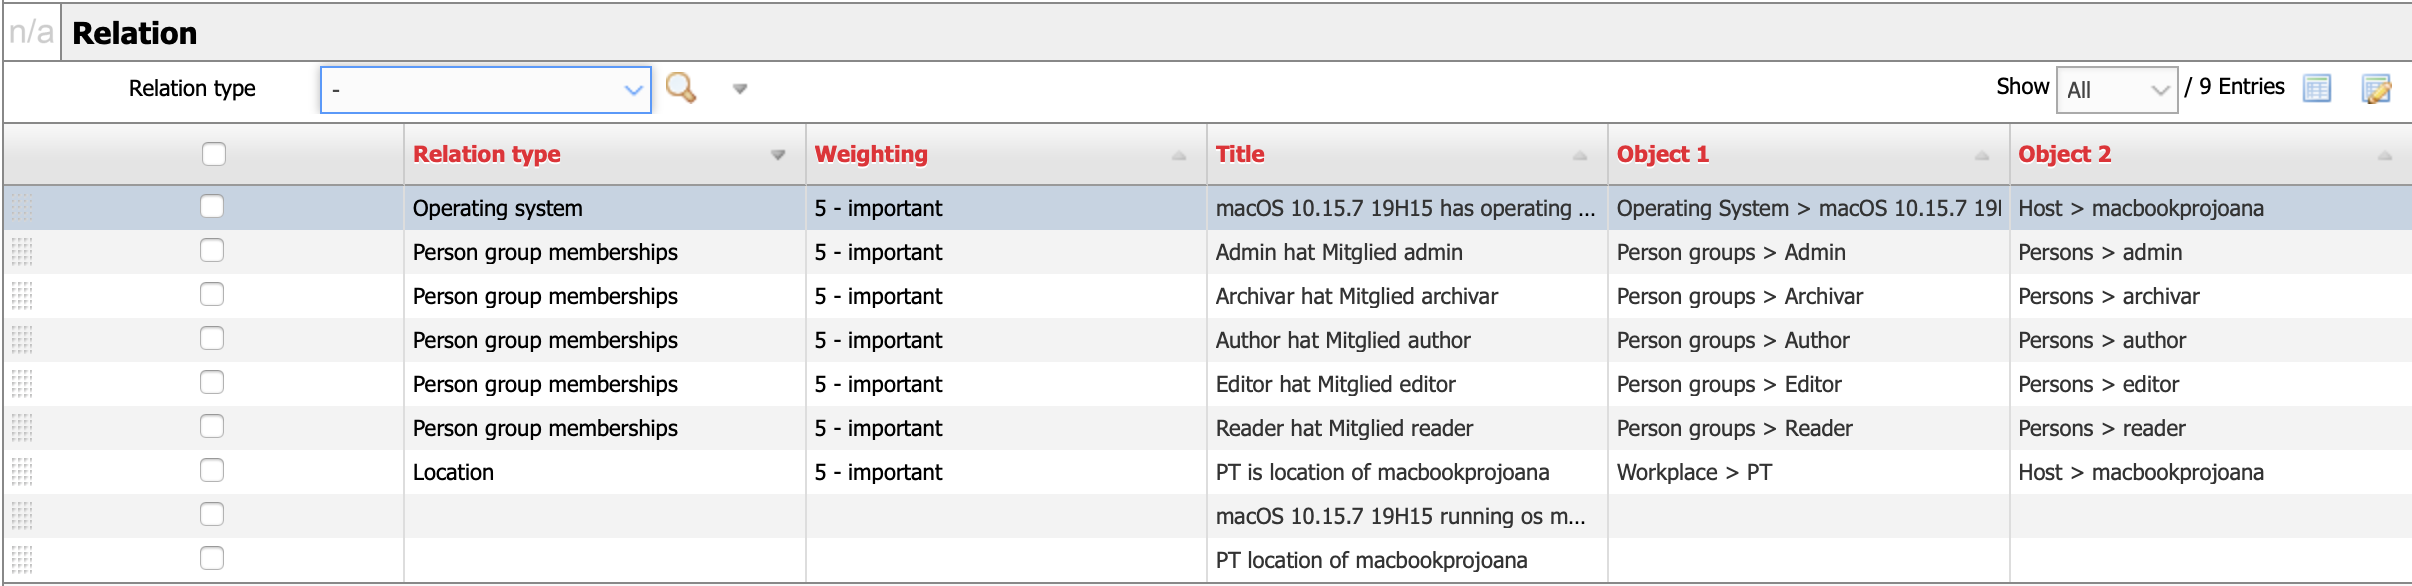 n/a Relation
Relation type - Show All / 9 Entries
Relation type Weighting Title Object 1 Object 2
Operating system 5 - important macOS 10.15.7 19H15 has operating ... Operating System > macOS 10.15.7 19 Host > macbookprojoana
Person group memberships 5 - important Admin hat Mitglied admin Person groups > Admin Persons > admin
Person group memberships 5 - important Archivar hat Mitglied archivar Person groups > Archivar Persons > archivar
Person group memberships 5 - important Author hat Mitglied author Person groups > Author Persons > author
Person group memberships 5 - important Editor hat Mitglied editor Person groups > Editor Persons > editor
Person group memberships 5 - important Reader hat Mitglied reader Person groups > Reader Persons > reader
Location 5 - important PT is location of macbookprojoana Workplace > PT Host > macbookprojoana
macOS 10.15.7 19H15 running os m...
PT location of macbookprojoana